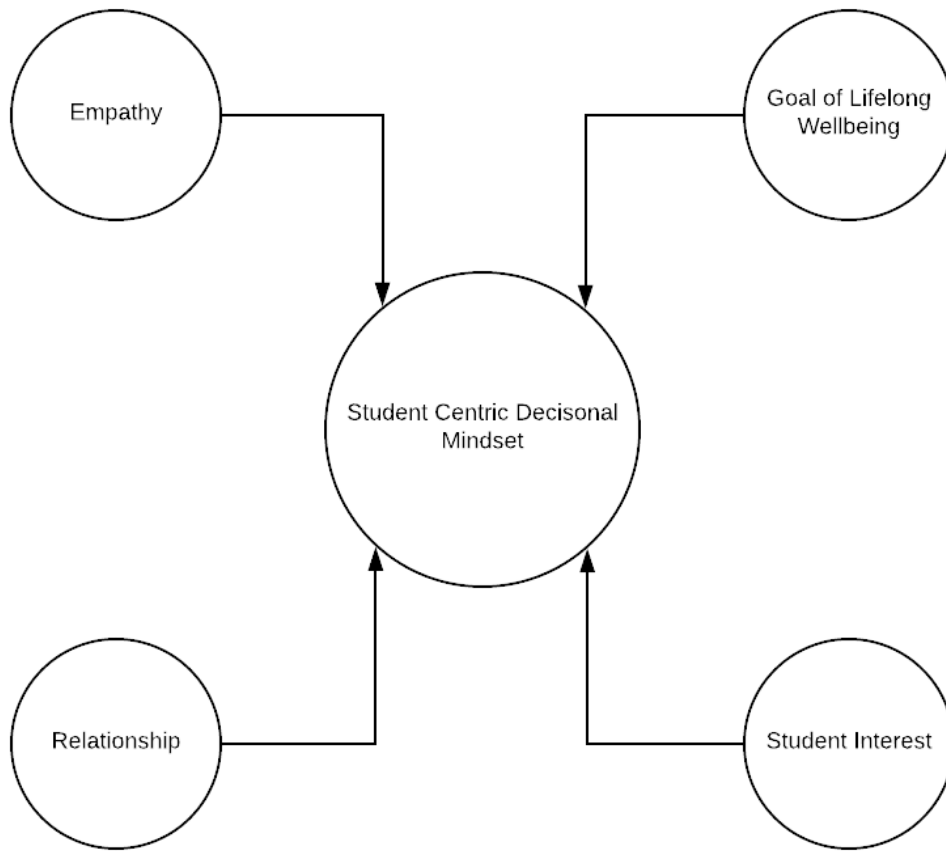 Empathy
Goal of Lifelong
Wellbeing
Student Centric Decisonal
Mindset
Relationship
Student Interest